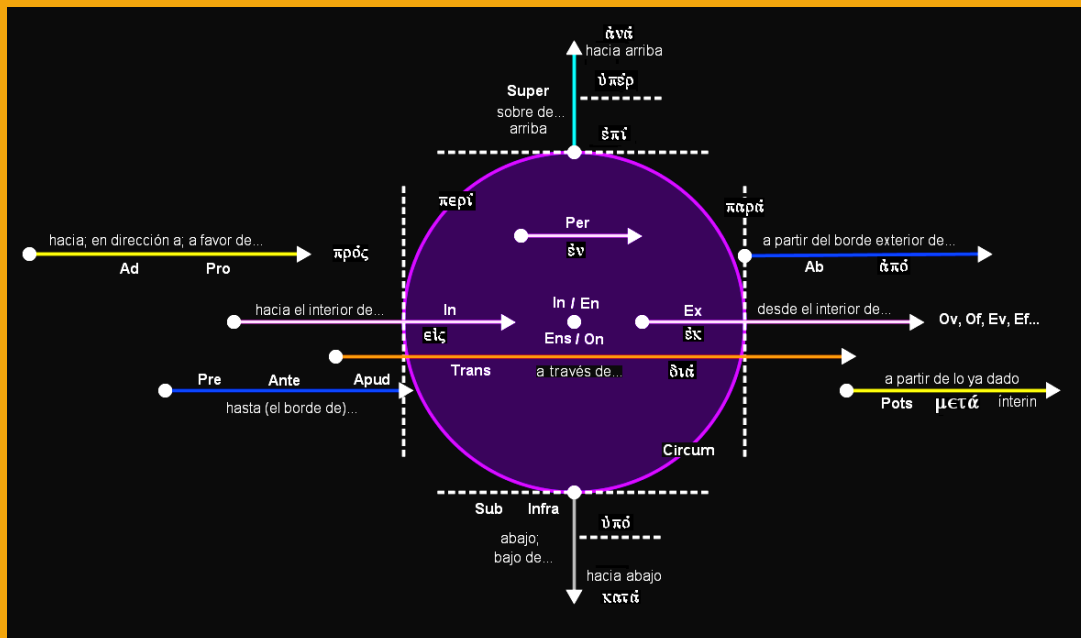 ἀνά
hacia arriba
ὑπέρ
Super
sobre de...
arriba
ἐπί
περί
παρά
Per
ἐν
hacia; en dirección a; a favor de...
πρός
Ad Pro
a partir del borde exterior de...
Ab ἀπό
hacia el interior de...
In
εἰς
In / En
Ens / On
Ex
ἐκ
desde el interior de...
Ov, Of, Ev, Ef...
Trans a través de... διά
Pre Ante Apud
hasta (el borde de)...
a partir de lo ya dado
Pots μετά ínterin
Circum
Sub Infra
ὑπό
abajo;
bajo de...
hacia abajo
κατά